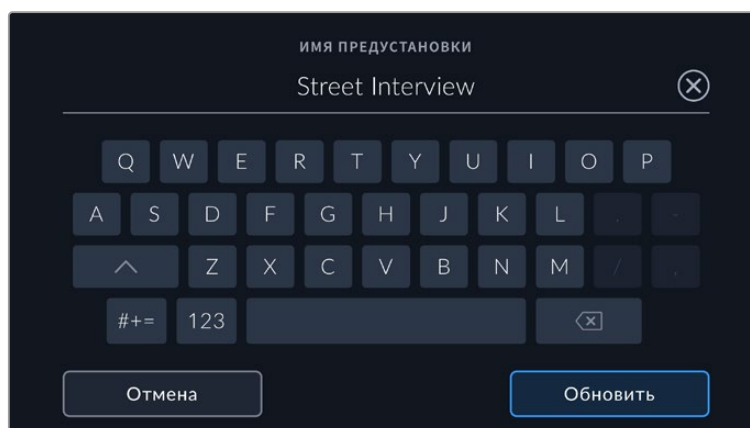 ИМЯ ПРЕДУСТАНОВКИ
Street Interview
Q W E R T Y U I O P
A S D F G H J K L . -
Z X C V B N M / ,
#+= 123
Отмена Обновить